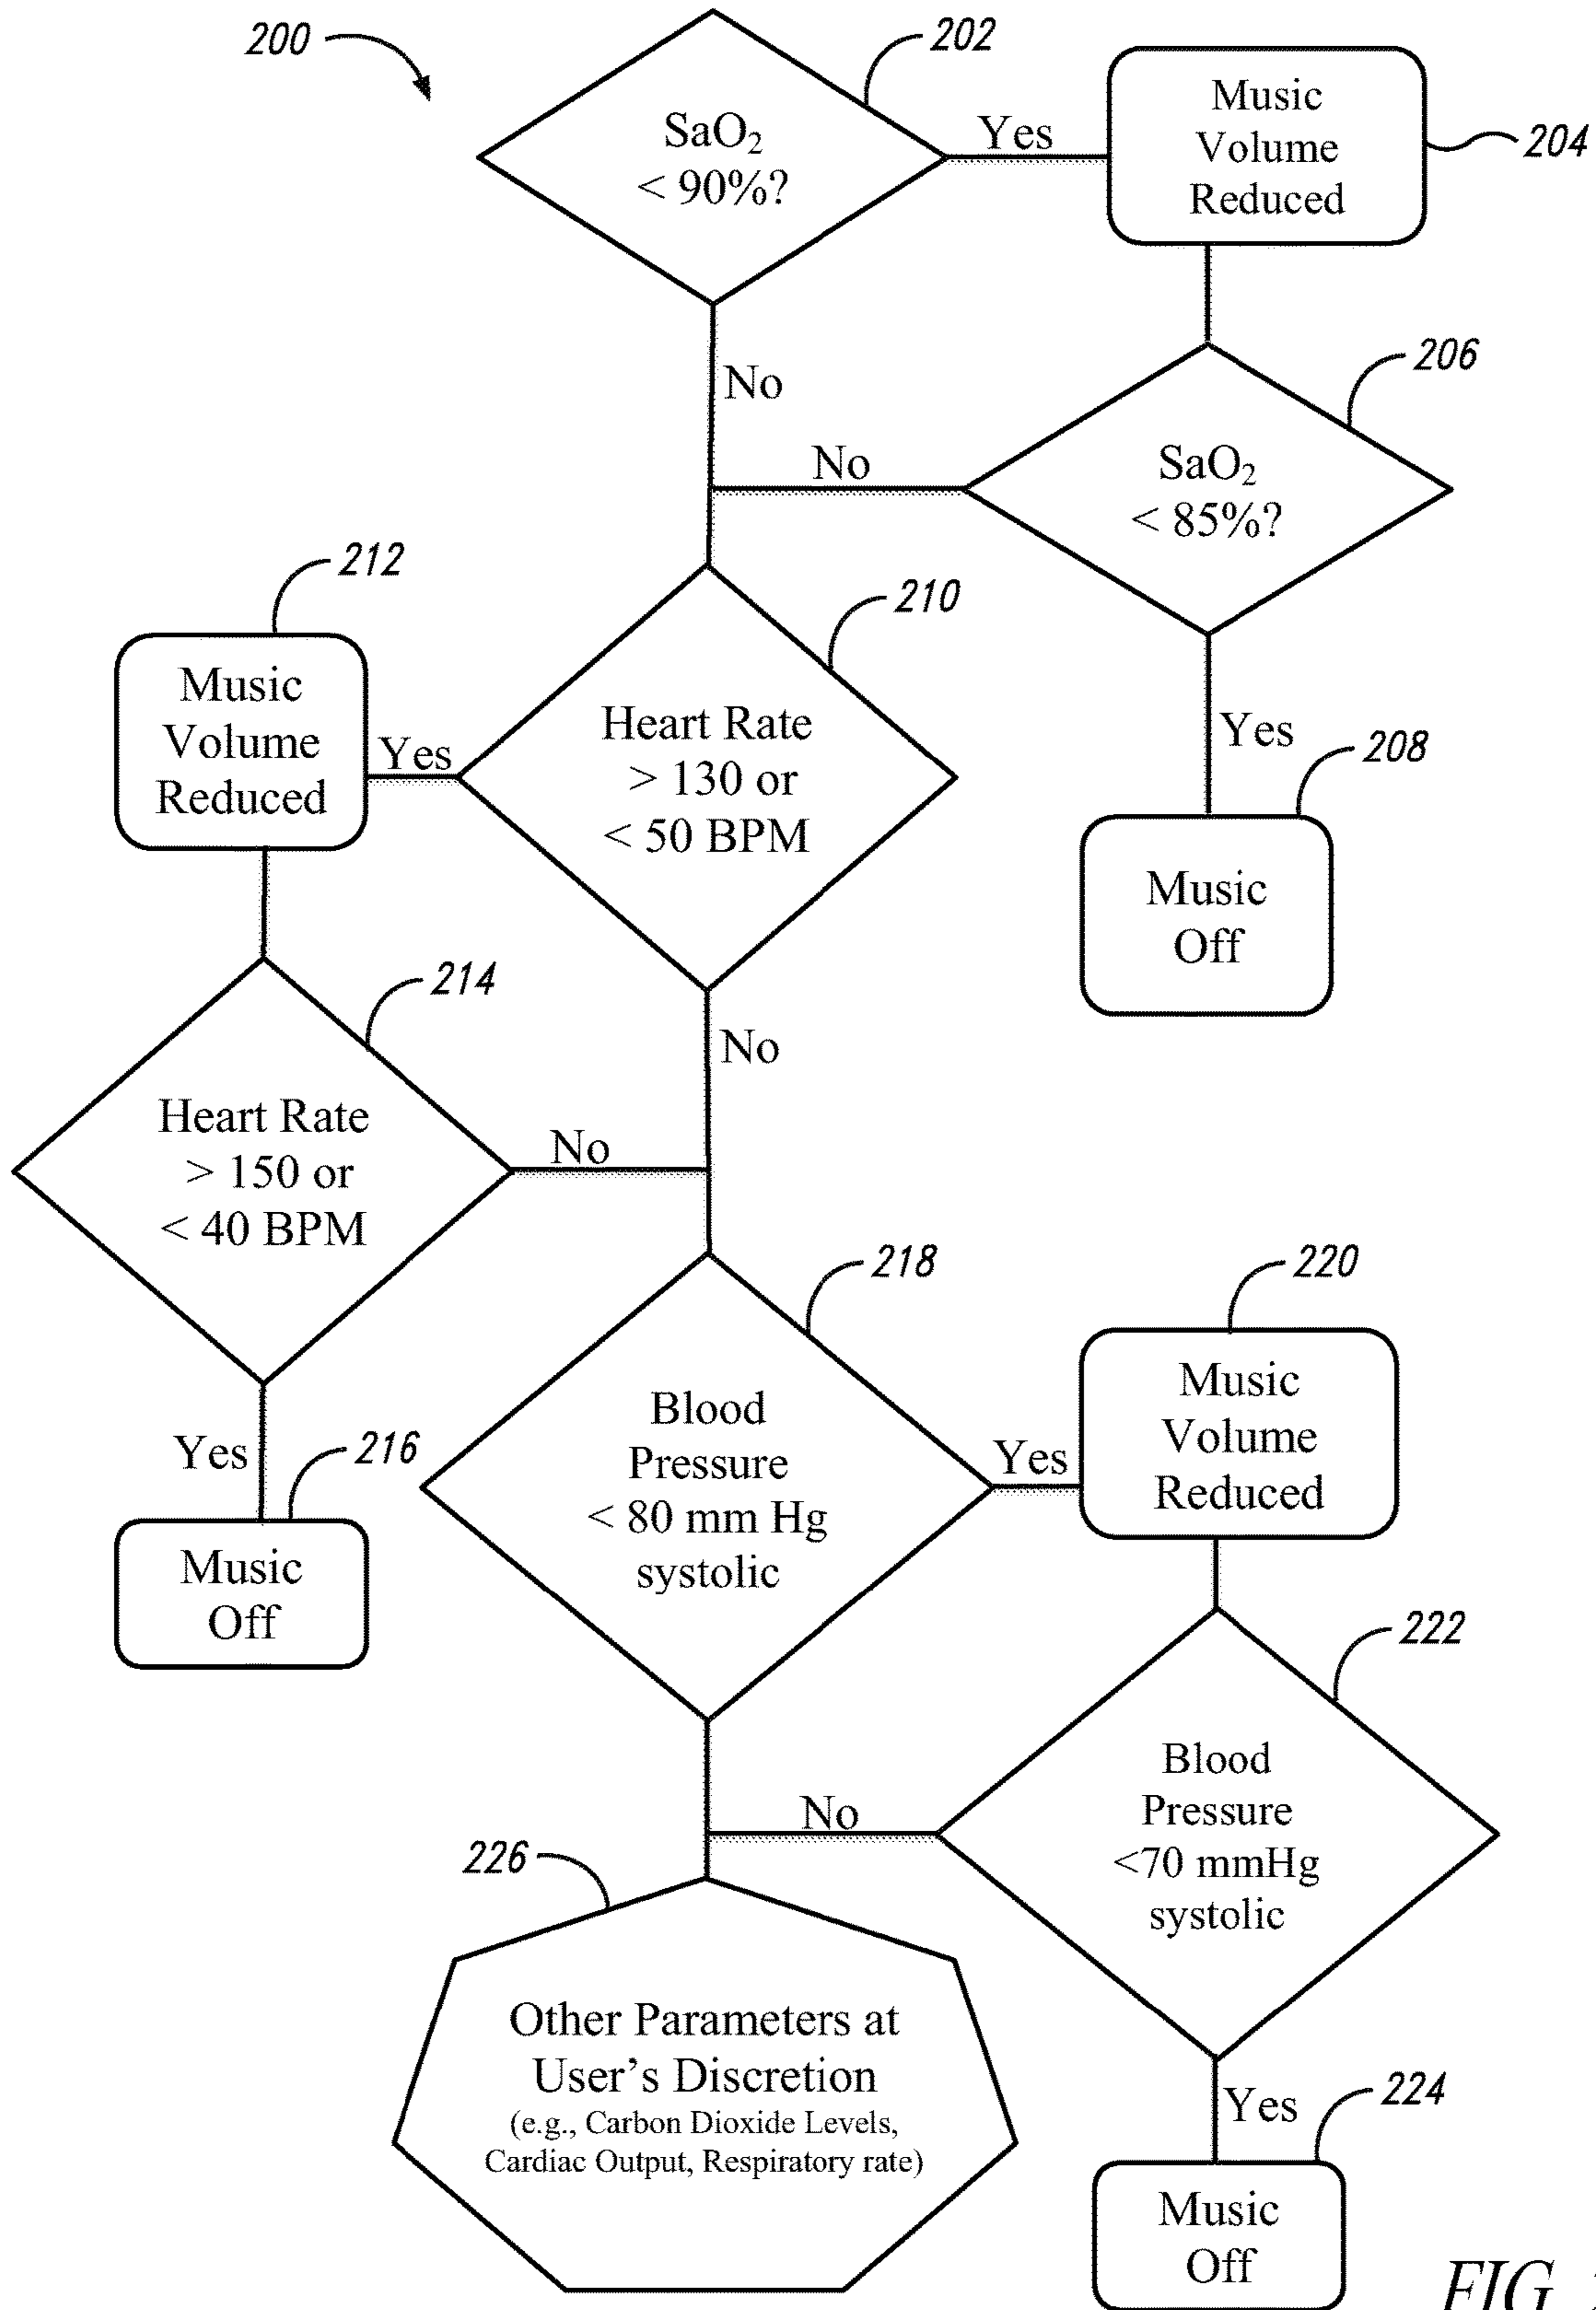 200
202
SaO₂
< 90%?
Yes
Music
Volume
Reduced
204
No
206
SaO₂
< 85%?
No
212
210
Music
Volume
Reduced
Yes
Heart Rate
> 130 or
< 50 BPM
Yes
208
Music
Off
214
No
Heart Rate
> 150 or
< 40 BPM
No
218
220
Blood
Pressure
< 80 mm Hg
systolic
Yes
Music
Volume
Reduced
Yes
216
Music
Off
222
Blood
Pressure
<70 mmHg
systolic
No
226
Other Parameters at
User's Discretion
(e.g., Carbon Dioxide Levels,
Cardiac Output, Respiratory rate)
Yes
224
Music
Off
FIG.